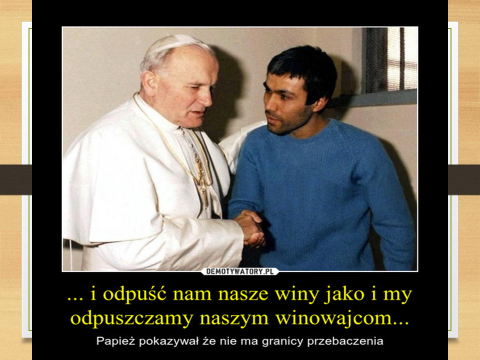 DEMOTYWATORY.PL
... i odpuść nam nasze winy jako i my
odpuszczamy naszym winowajcom...
Papież pokazywał że nie ma granicy przebaczenia